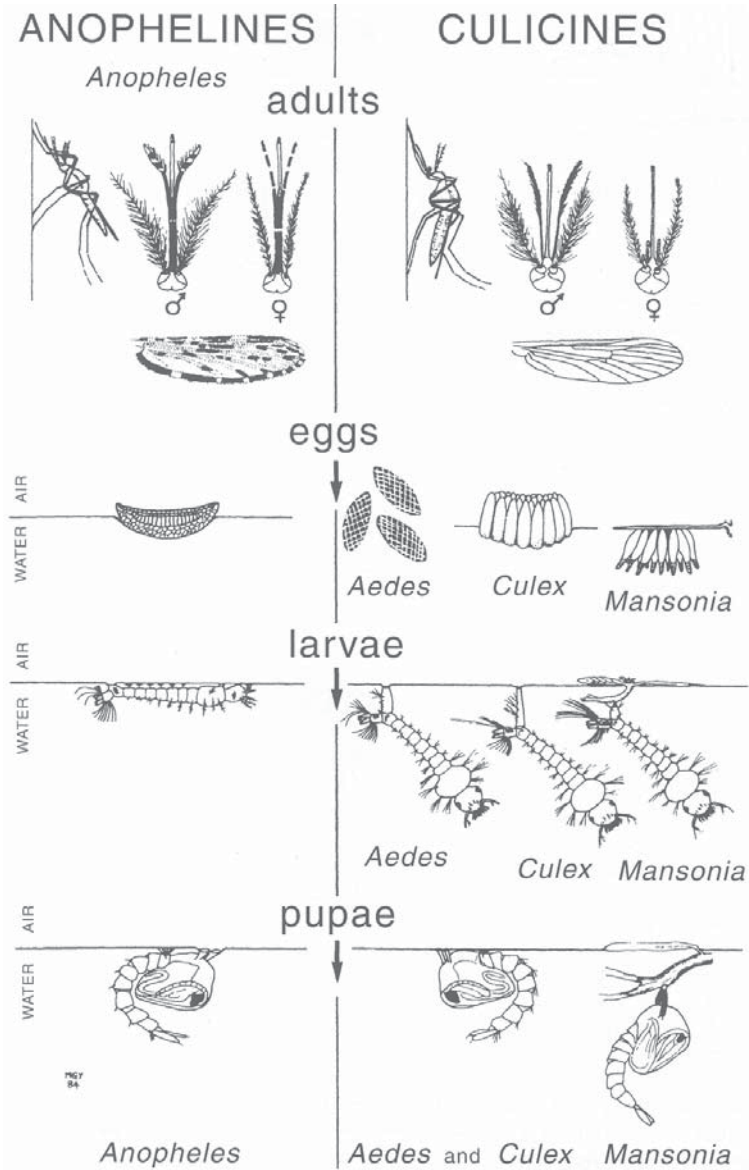 ANOPHELINES
CULICINES
Anopheles
adults
♂
♀
♂
♀
eggs
AIR
WATER
Aedes
Culex
Mansonia
larvae
AIR
WATER
Aedes
Culex
Mansonia
pupae
AIR
WATER
MGY
84
Anopheles
Aedes and Culex
Mansonia